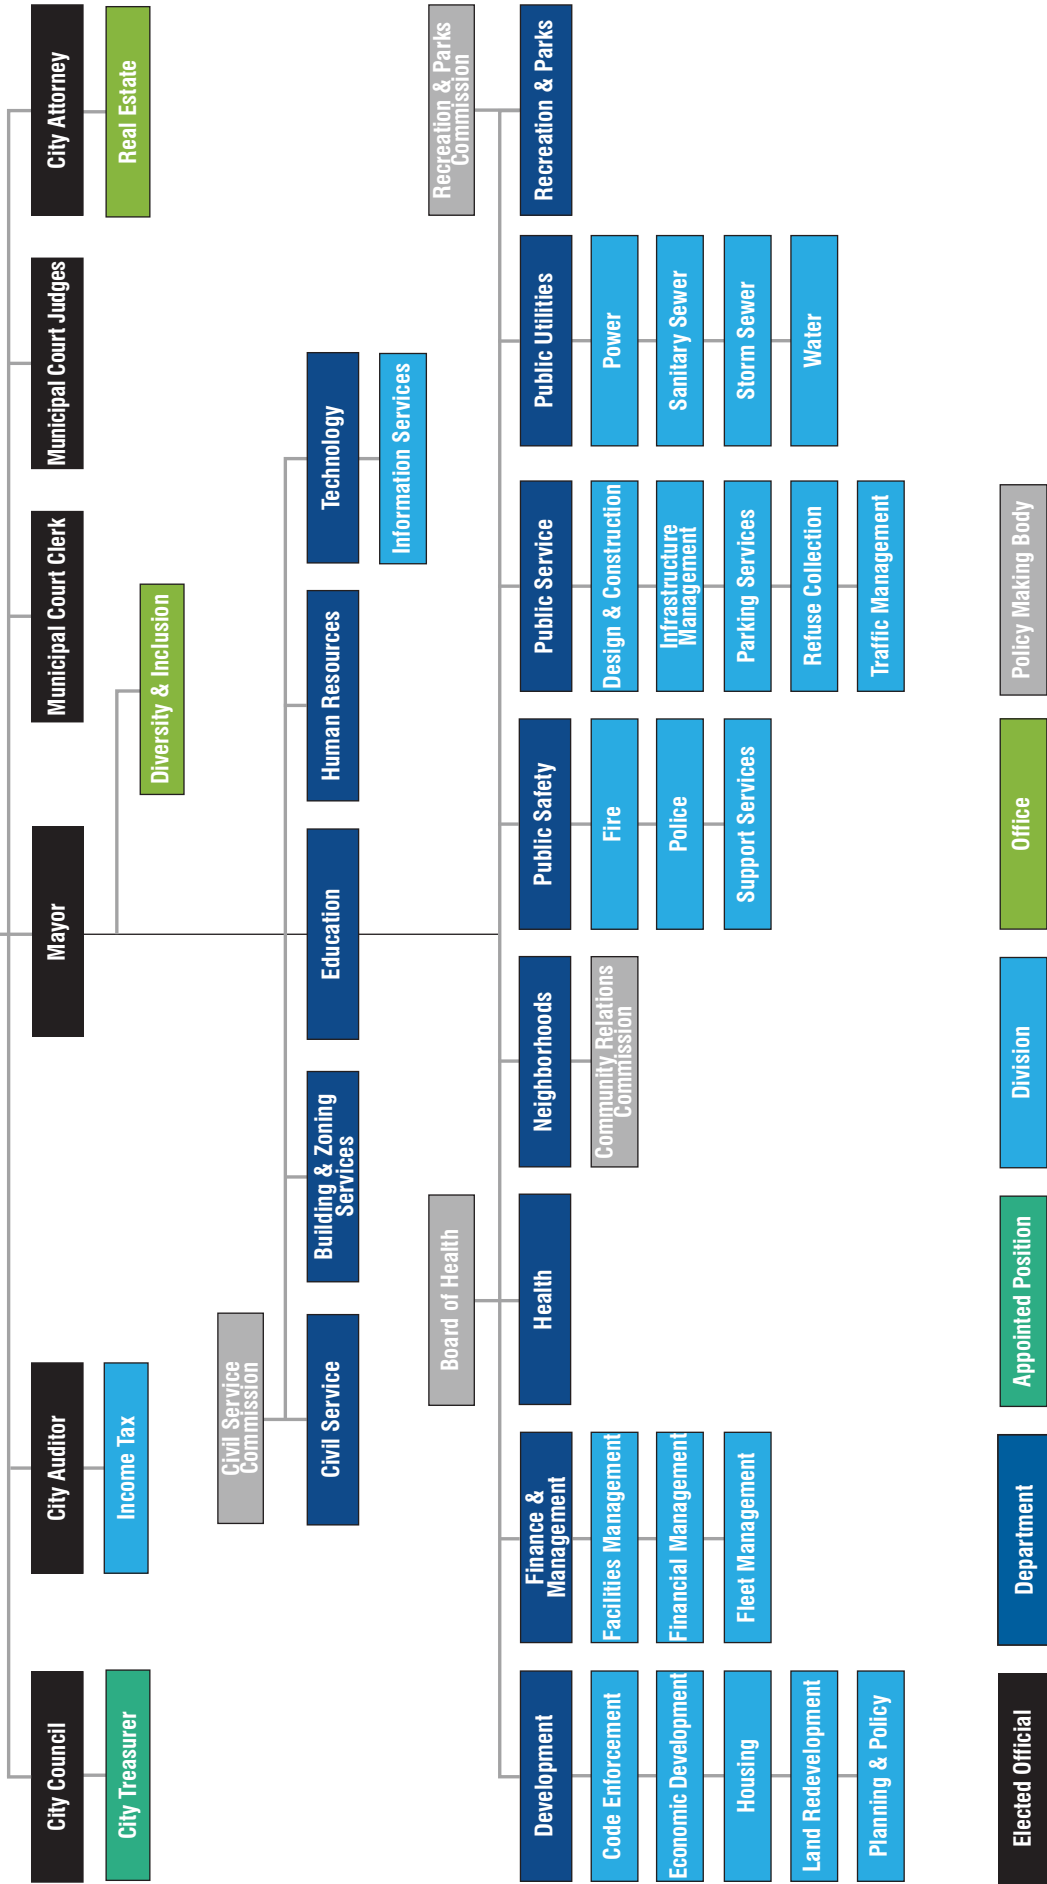 City Council
City Auditor
Mayor
Municipal Court Clerk
Municipal Court Judges
City Attorney
City Treasurer
Income Tax
Real Estate
Diversity & Inclusion
Civil Service
Commission
Civil Service
Building & Zoning
Services
Education
Human Resources
Technology
Information Services
Board of Health
Recreation & Parks
Commission
Development
Finance &
Management
Health
Neighborhoods
Public Safety
Public Service
Public Utilities
Recreation & Parks
Code Enforcement
Facilities Management
Community Relations
Commission
Fire
Design & Construction
Power
Economic Development
Financial Management
Police
Infrastructure
Management
Sanitary Sewer
Housing
Fleet Management
Support Services
Parking Services
Storm Sewer
Land Redevelopment
Refuse Collection
Water
Planning & Policy
Traffic Management
Elected Official
Department
Appointed Position
Division
Office
Policy Making Body